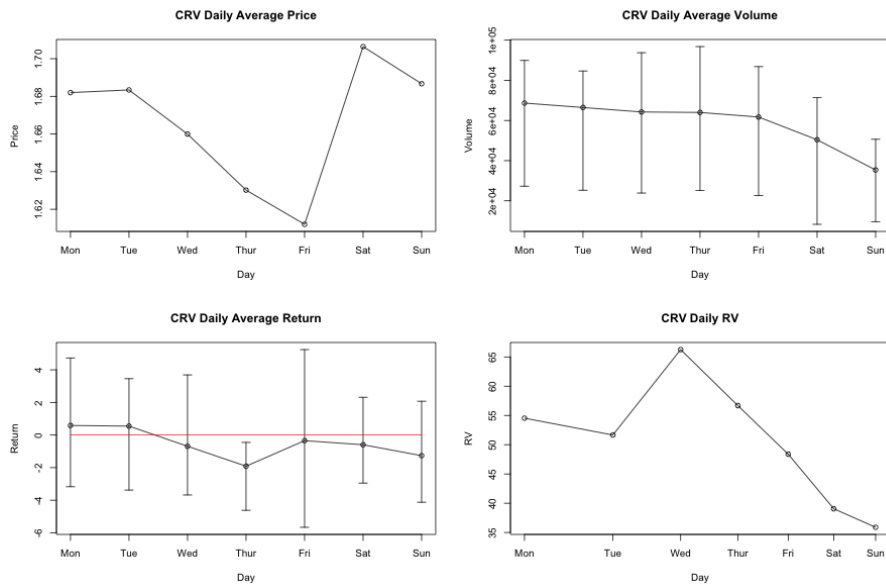 CRV Daily Average Price
Price
1.70
1.68
1.66
1.64
1.62
Mon Tue Wed Thur Fri Sat Sun
Day
CRV Daily Average Volume
Volume
1e+05
8e+04
6e+04
4e+04
2e+04
Mon Tue Wed Thur Fri Sat Sun
Day
CRV Daily Average Return
Return
4
2
0
-2
-4
-6
Mon Tue Wed Thur Fri Sat Sun
Day
CRV Daily RV
RV
65
60
55
50
45
40
35
Mon Tue Wed Thur Fri Sat Sun
Day